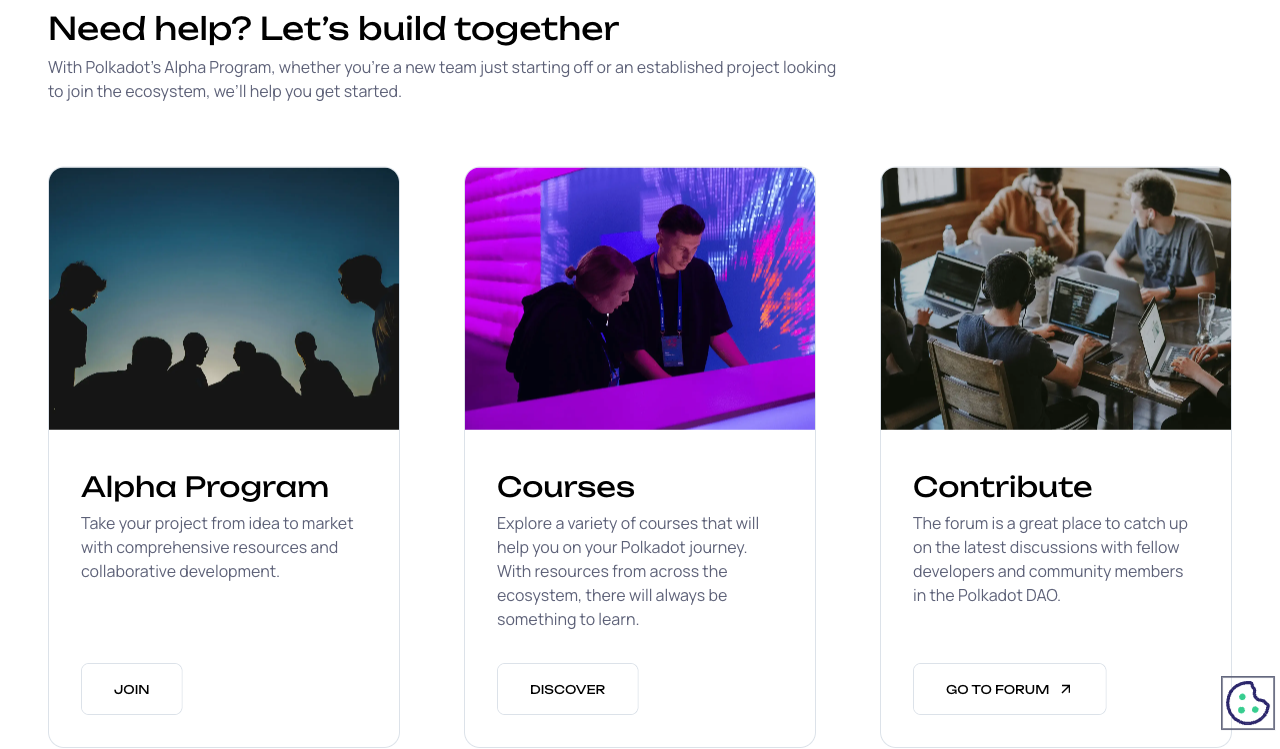 Need help? Let’s build together
With Polkadot’s Alpha Program, whether you’re a new team just starting off or an established project looking
to join the ecosystem, we’ll help you get started.
Alpha Program
Take your project from idea to market
with comprehensive resources and
collaborative development.
JOIN
Courses
Explore a variety of courses that will
help you on your Polkadot journey.
With resources from across the
ecosystem, there will always be
something to learn.
DISCOVER
Contribute
The forum is a great place to catch up
on the latest discussions with fellow
developers and community members
in the Polkadot DAO.
GO TO FORUM